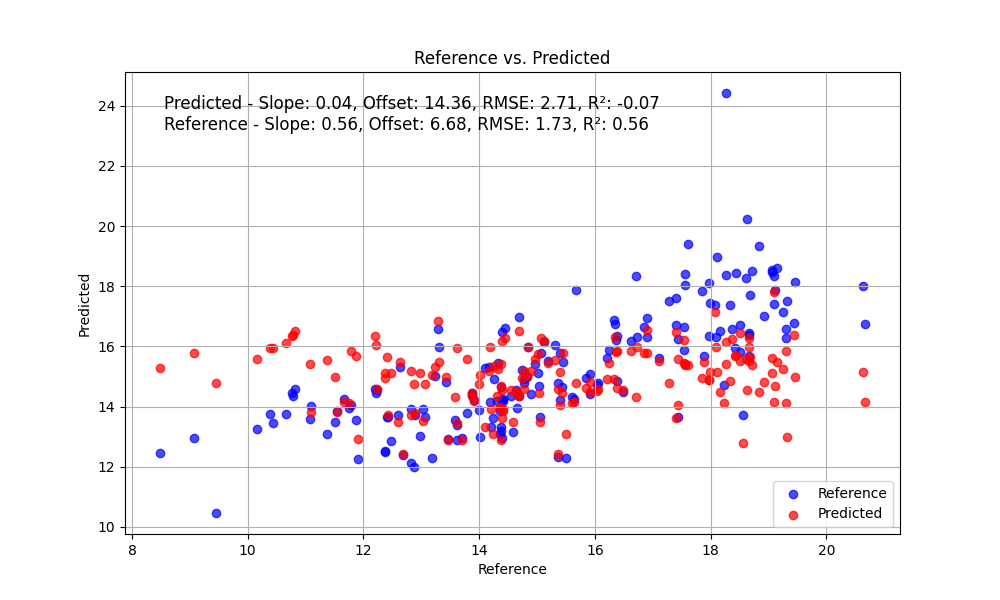 Reference vs. Predicted
Predicted - Slope: 0.04, Offset: 14.36, RMSE: 2.71, R²: -0.07
Reference - Slope: 0.56, Offset: 6.68, RMSE: 1.73, R²: 0.56
24
22
20
18
16
14
12
10
Predicted
Reference
Predicted
8 10 12 14 16 18 20
Reference